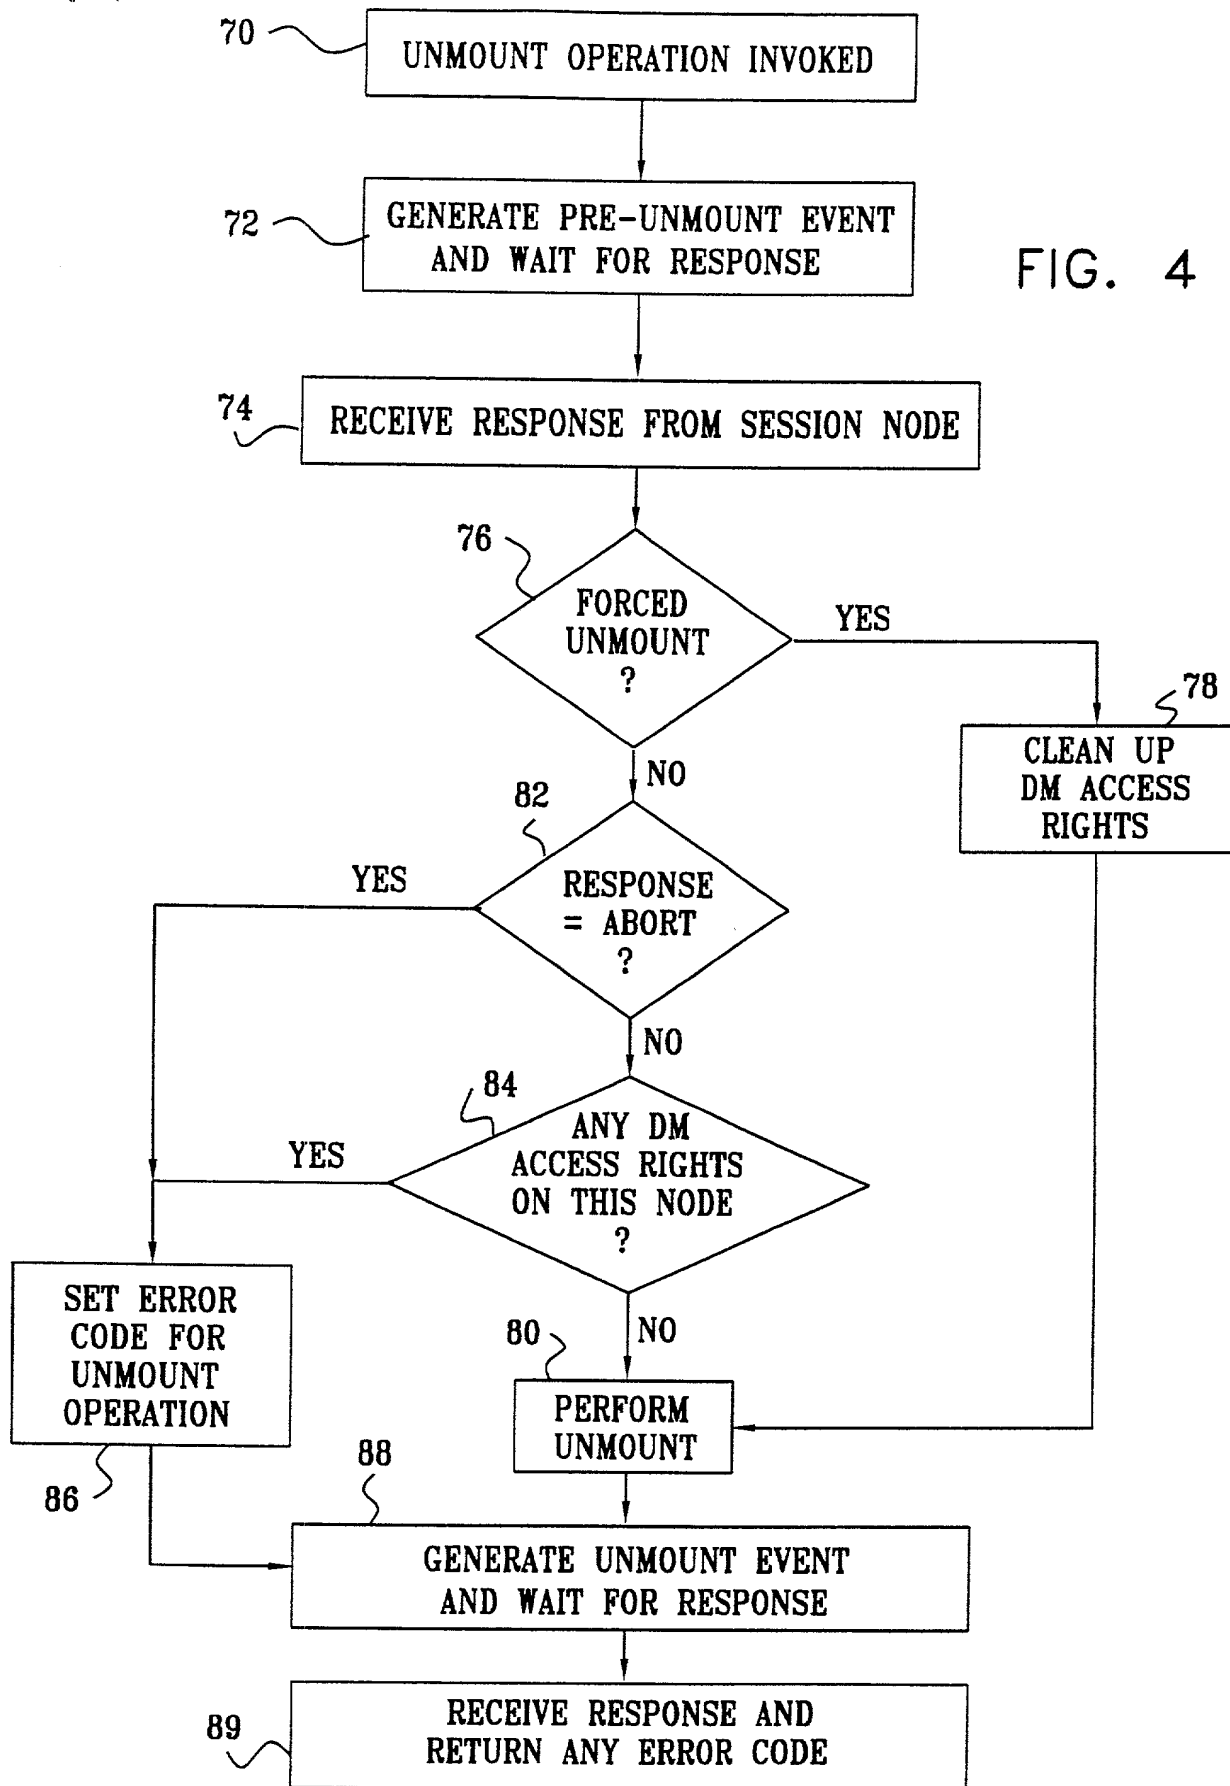 70
UNMOUNT OPERATION INVOKED
72
GENERATE PRE-UNMOUNT EVENT
AND WAIT FOR RESPONSE
FIG. 4
74
RECEIVE RESPONSE FROM SESSION NODE
76
FORCED
UNMOUNT
?
YES
78
CLEAN UP
DM ACCESS
RIGHTS
NO
82
YES
RESPONSE
= ABORT
?
NO
84
YES
ANY DM
ACCESS RIGHTS
ON THIS NODE
?
SET ERROR
CODE FOR
UNMOUNT
OPERATION
86
NO
80
PERFORM
UNMOUNT
88
GENERATE UNMOUNT EVENT
AND WAIT FOR RESPONSE
89
RECEIVE RESPONSE AND
RETURN ANY ERROR CODE